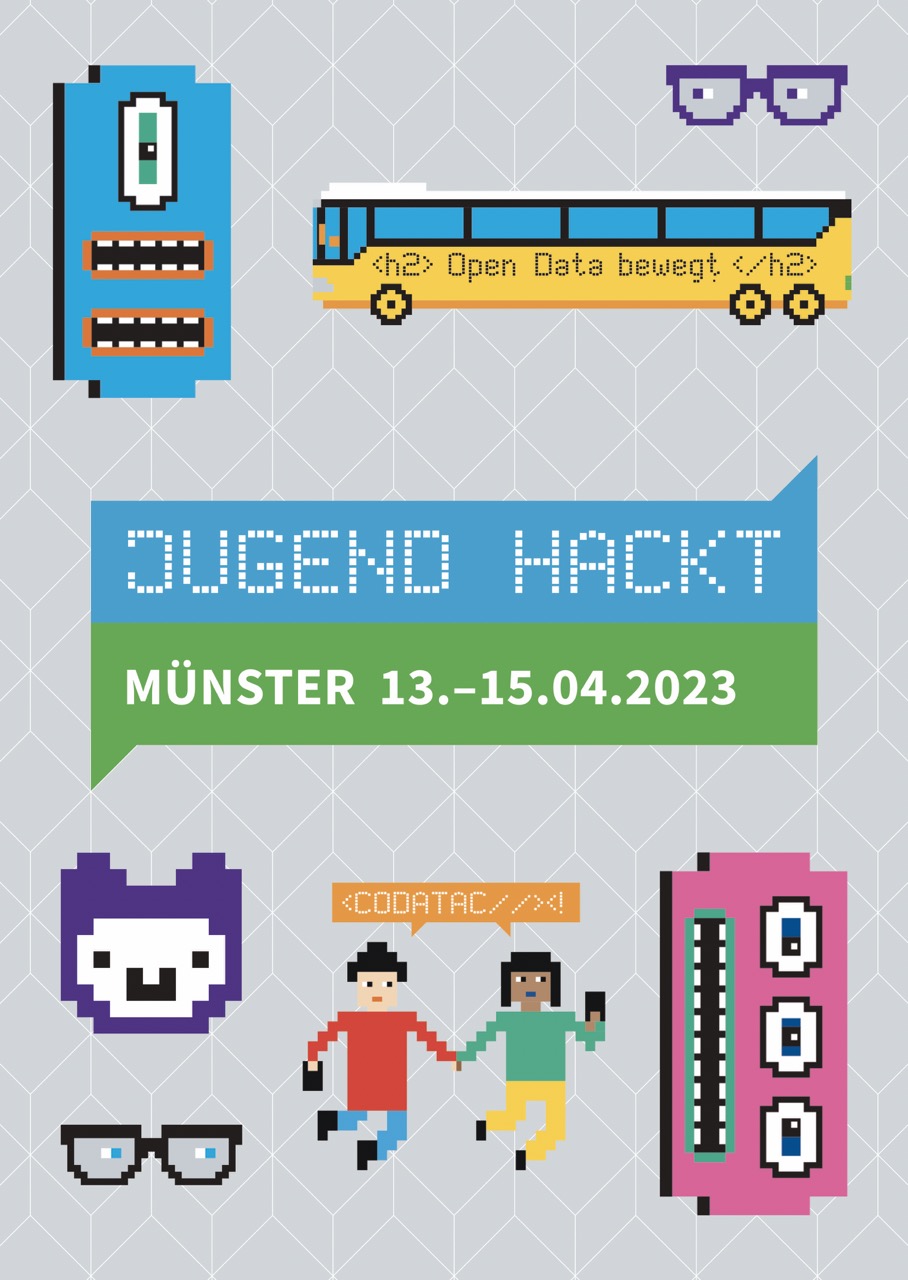 <h2> Open Data bewegt </h2>
JUGEND HACKT
MÜNSTER 13.–15.04.2023
<CODATAC//><!